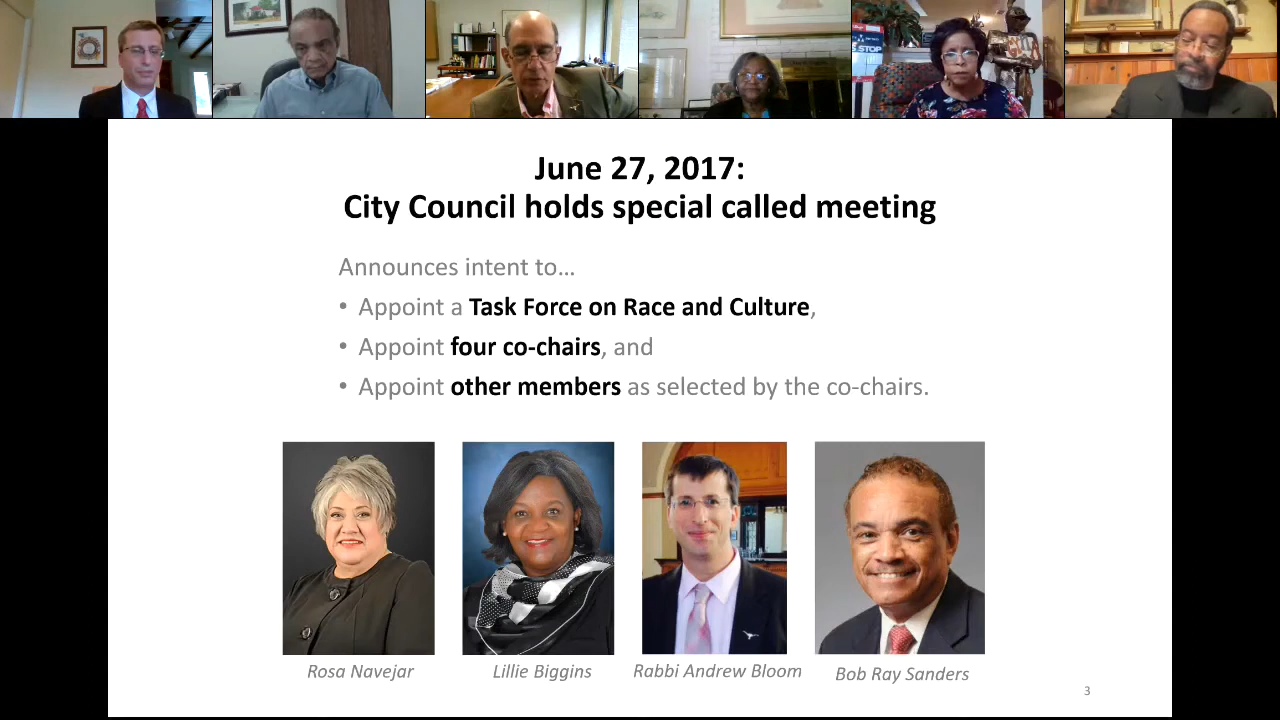 STOP
June 27, 2017:
City Council holds special called meeting
Announces intent to…
• Appoint a Task Force on Race and Culture,
• Appoint four co-chairs, and
• Appoint other members as selected by the co-chairs.
Rosa Navejar
Lillie Biggins
Rabbi Andrew Bloom
Bob Ray Sanders
3